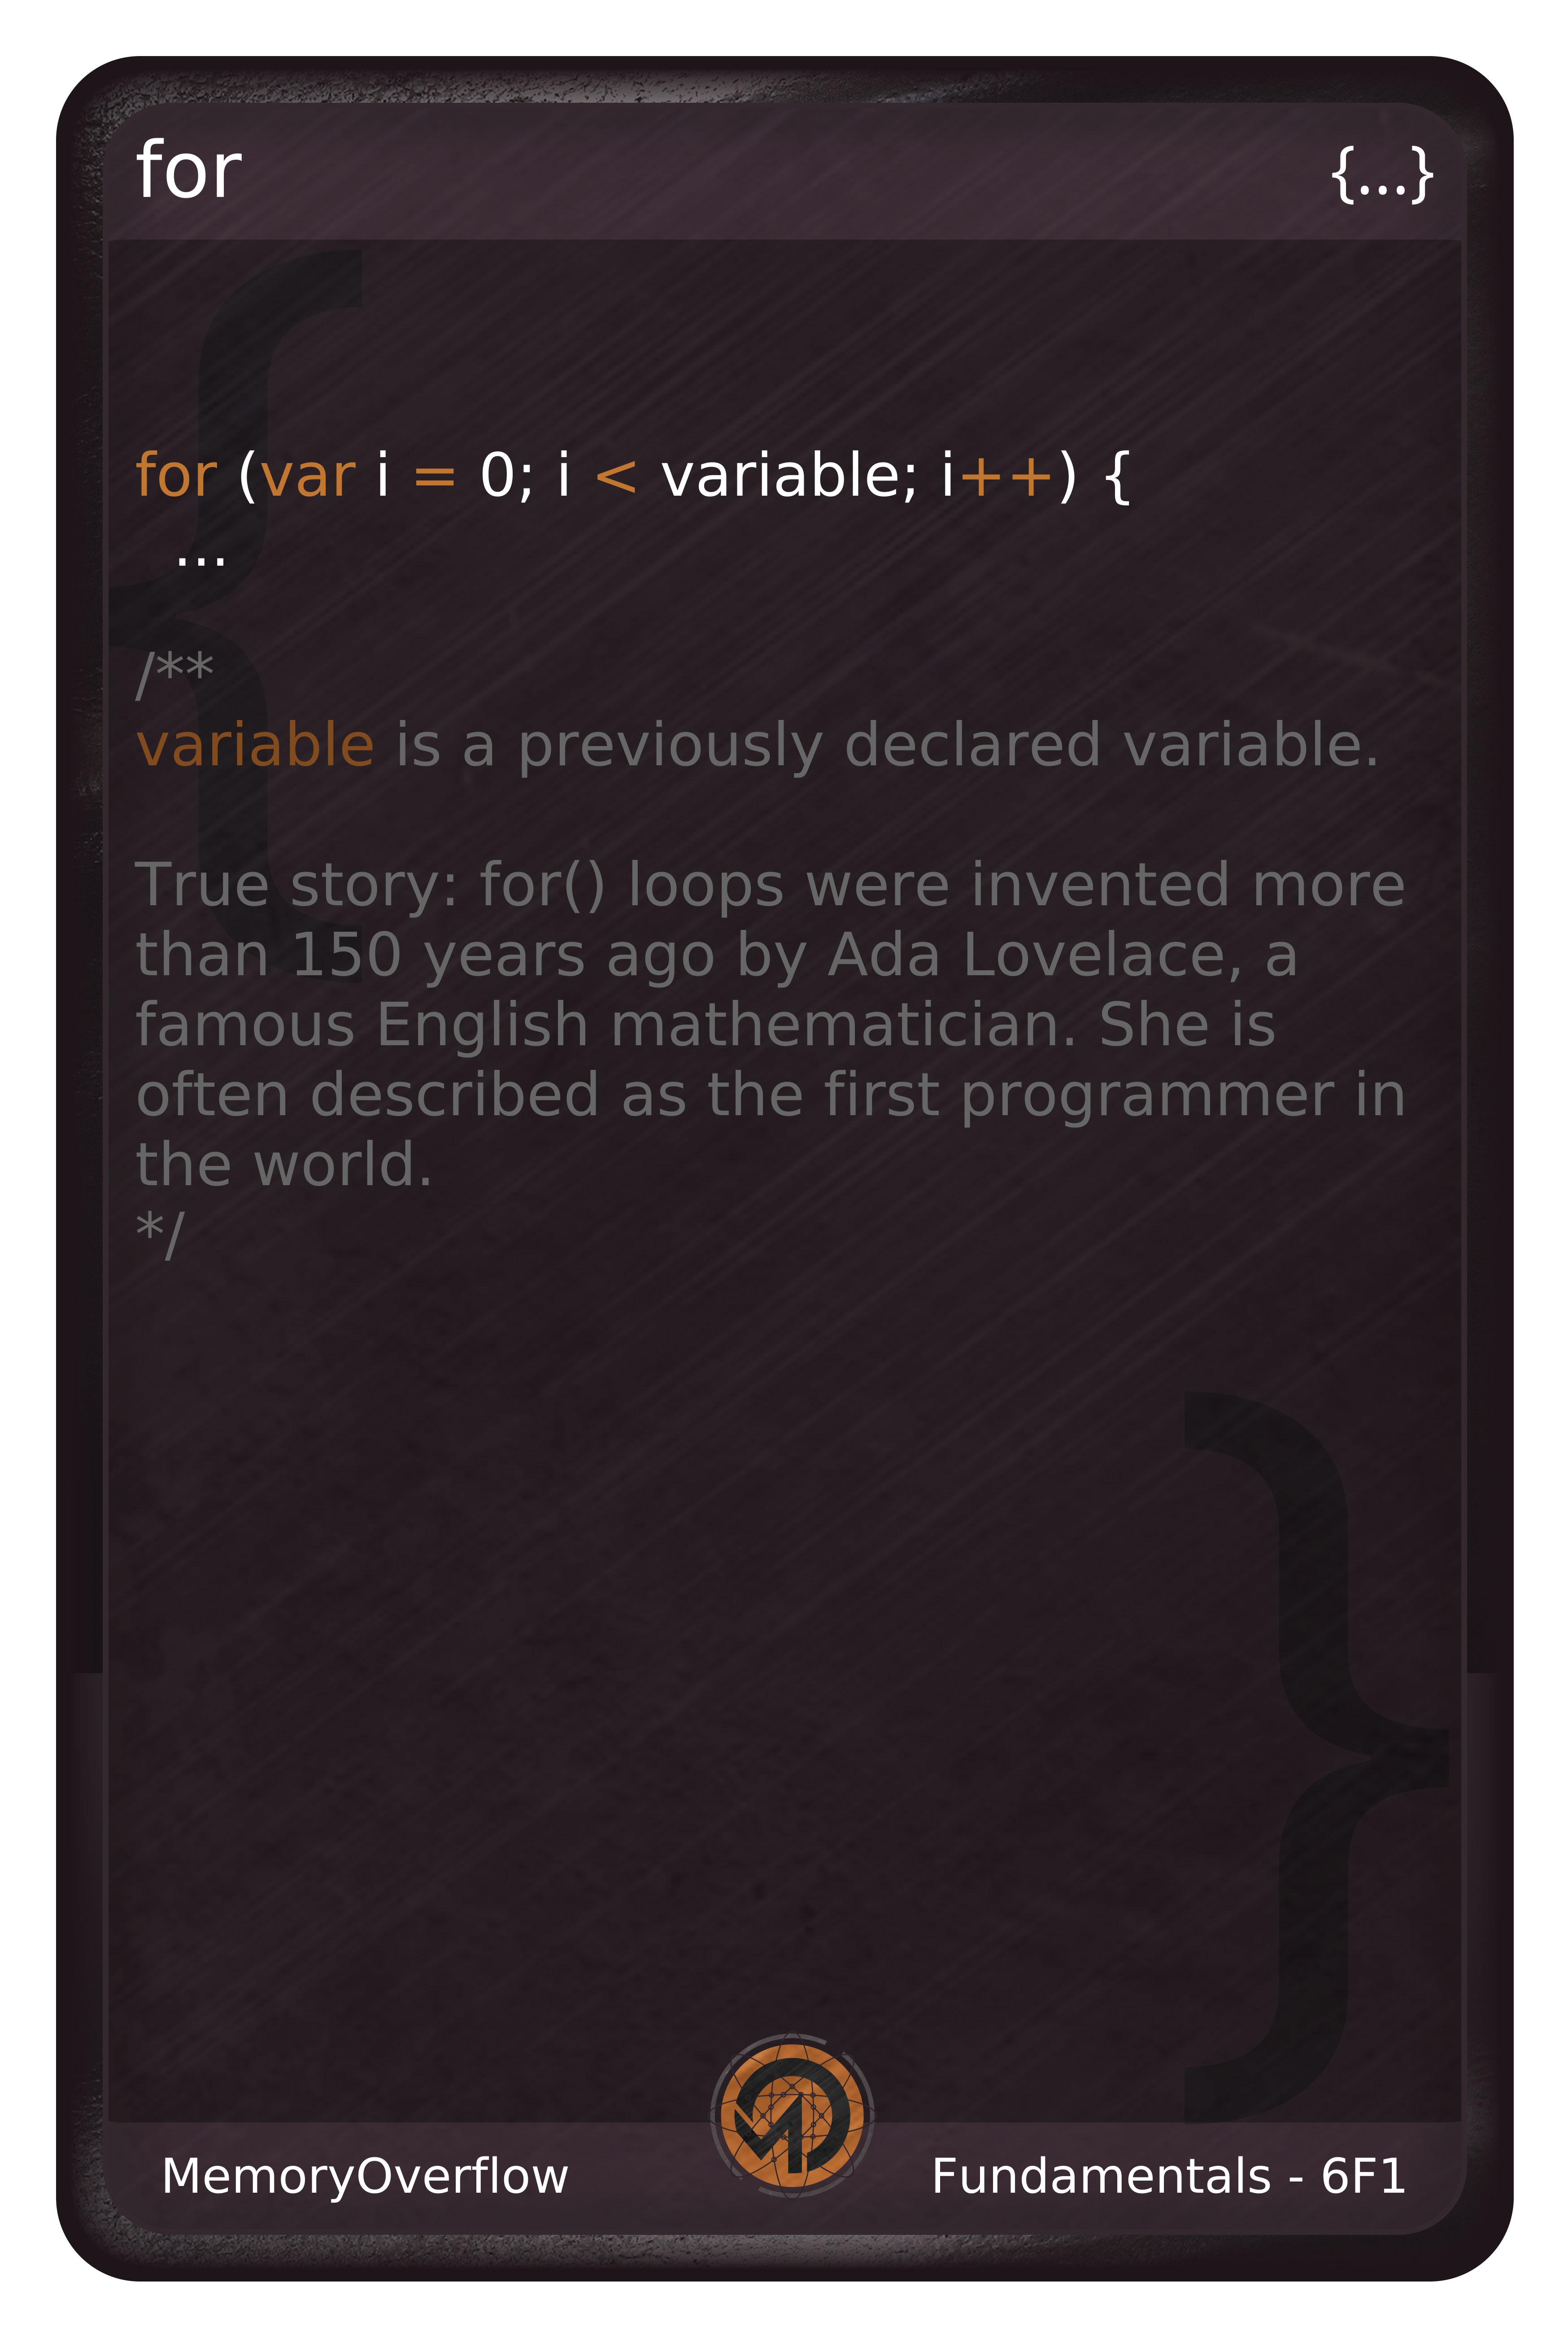 for {...}
for (var i = 0; i < variable; i++) {
...
/**
variable is a previously declared variable.
True story: for() loops were invented more
than 150 years ago by Ada Lovelace, a
famous English mathematician. She is
often described as the first programmer in
the world.
*/
MemoryOverflow Fundamentals - 6F1